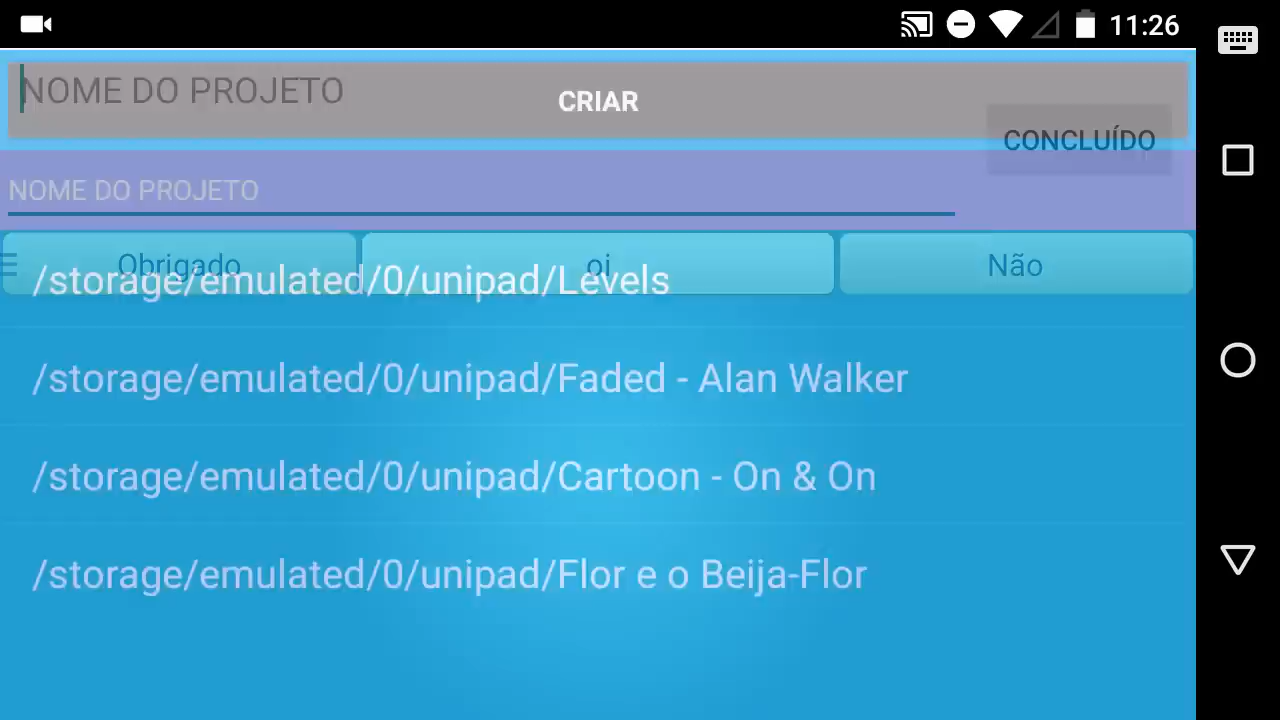 11:26
NOME DO PROJETO
CRIAR
CONCLUÍDO
NOME DO PROJETO
Obrigado
oi
Não
/storage/emulated/0/unipad/Levels
/storage/emulated/0/unipad/Faded - Alan Walker
/storage/emulated/0/unipad/Cartoon - On & On
/storage/emulated/0/unipad/Flor e o Beija-Flor